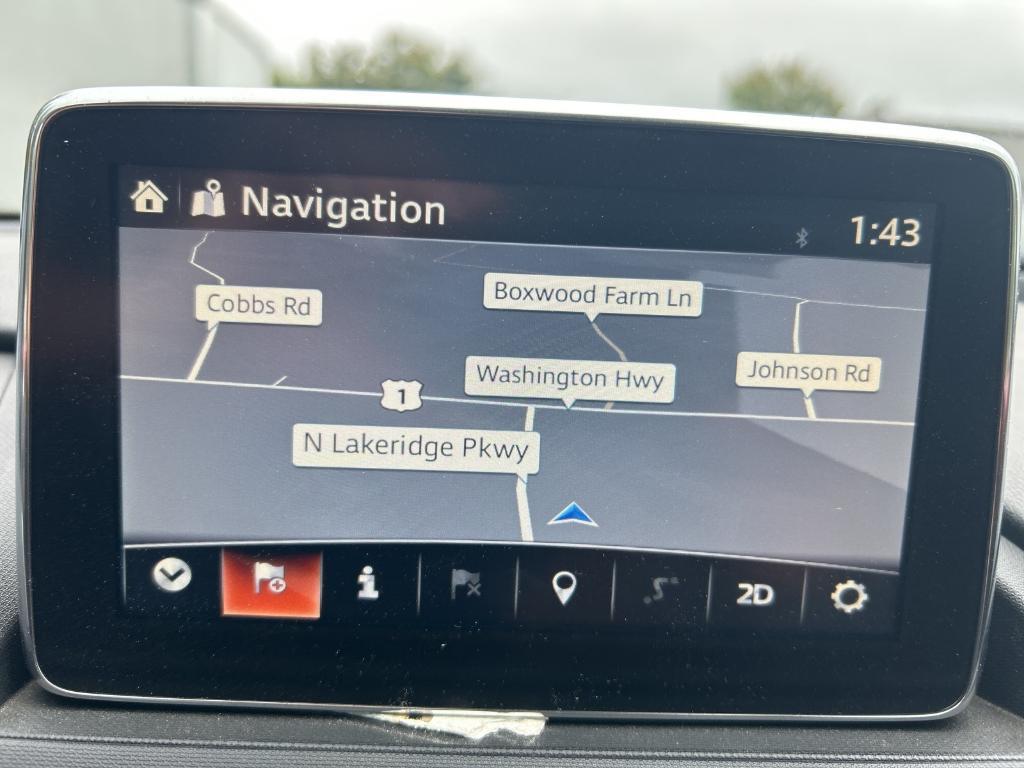 Navigation
1:43
Cobbs Rd
Boxwood Farm Ln
Washington Hwy
Johnson Rd
1
N Lakeridge Pkwy
2D